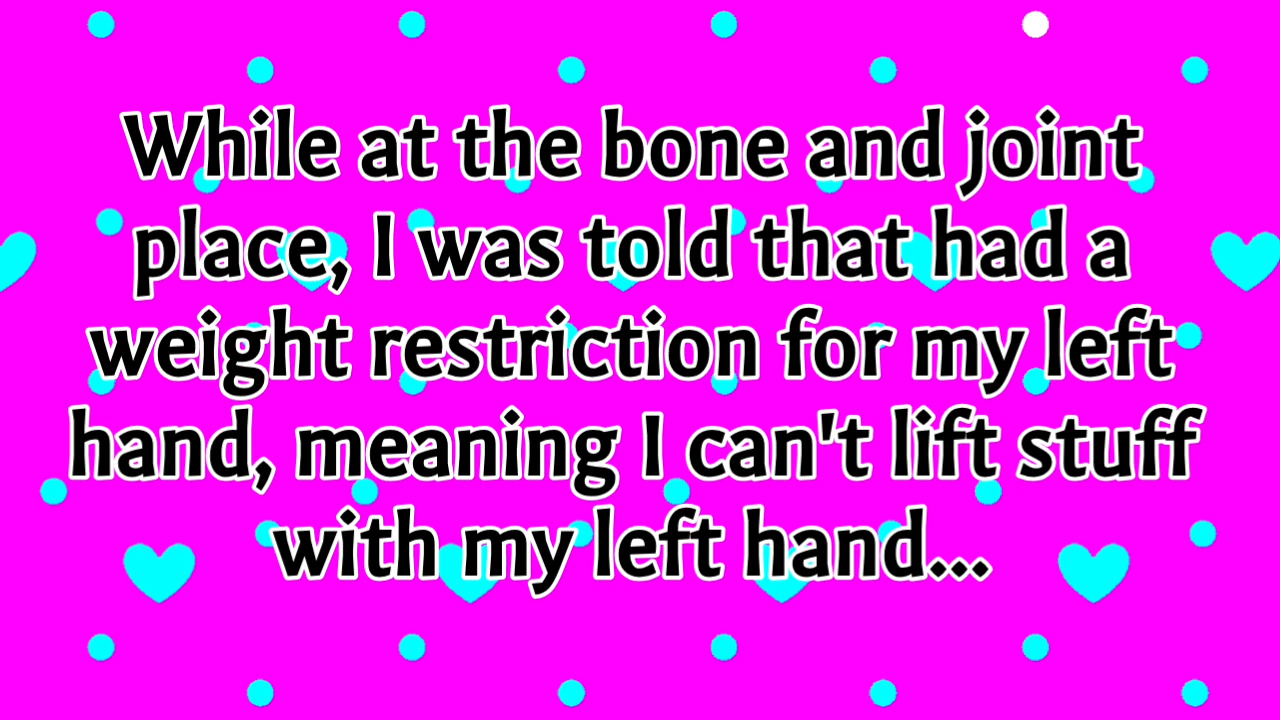 While at the bone and joint
place, I was told that had a
weight restriction for my left
hand, meaning I can't lift stuff
with my left hand...